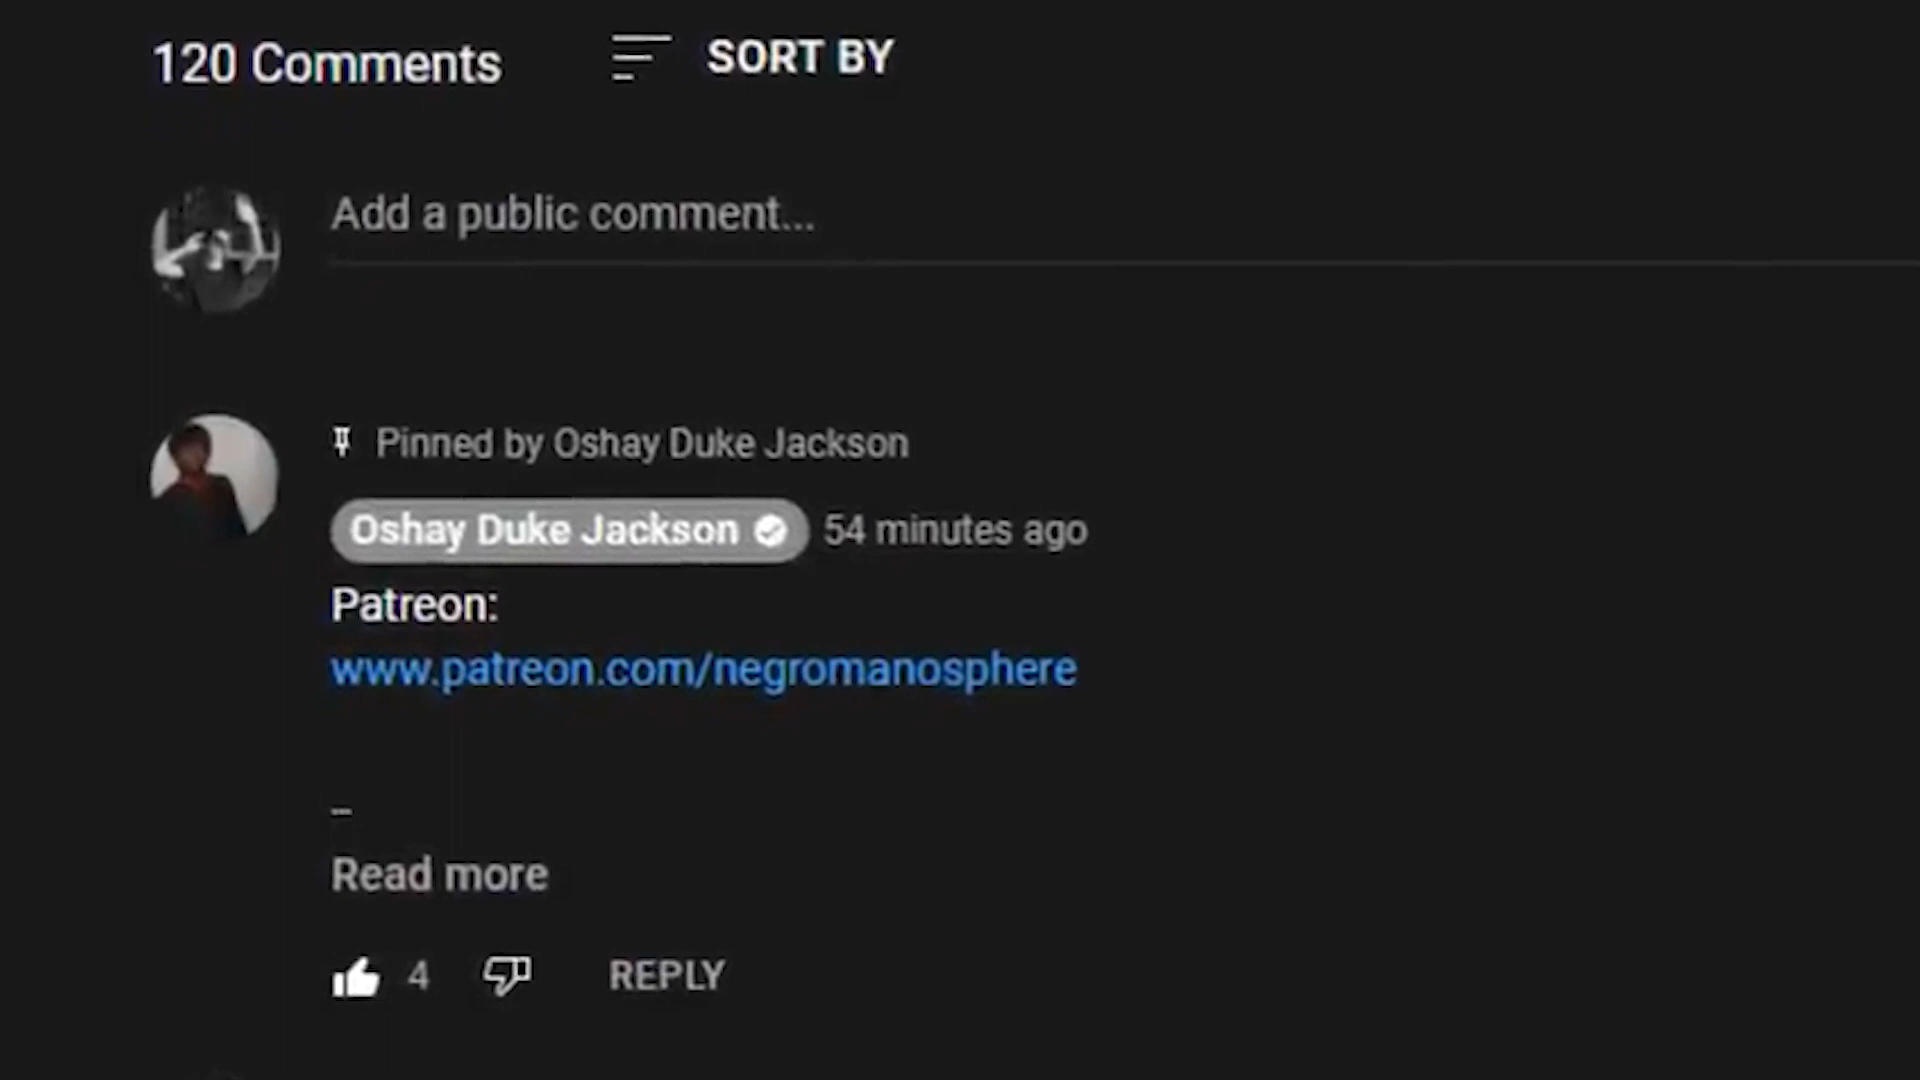 120 Comments
SORT BY
Add a public comment...
Pinned by Oshay Duke Jackson
Oshay Duke Jackson 54 minutes ago
Patreon:
www.patreon.com/negromanosphere
--
Read more
4 REPLY